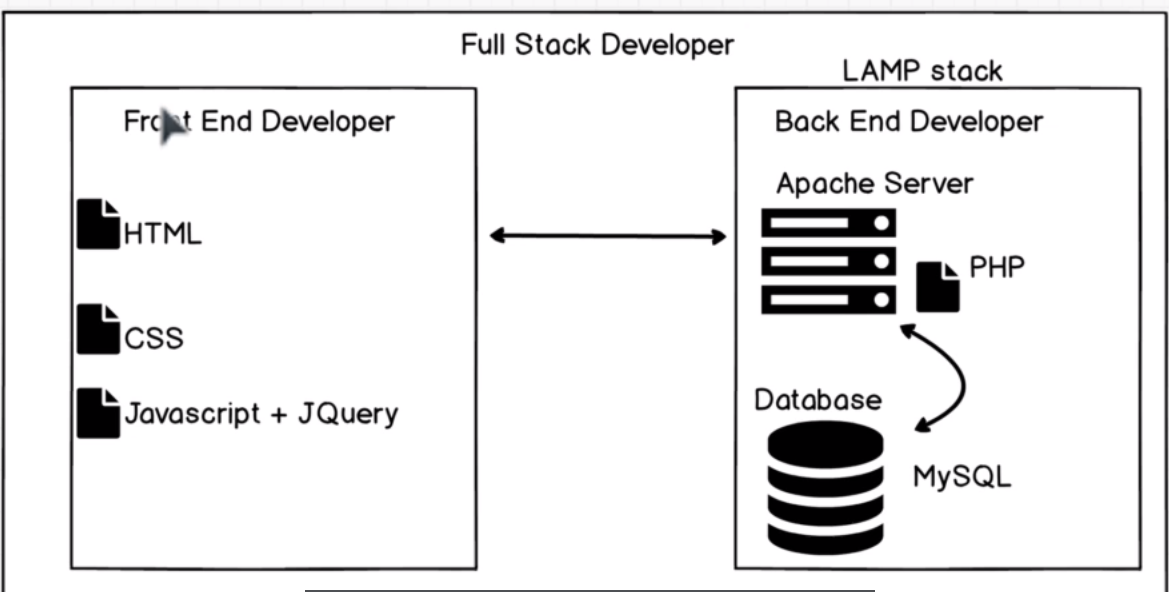 Full Stack Developer
LAMP stack
Front End Developer
HTML
CSS
Javascript + JQuery
Back End Developer
Apache Server
PHP
Database
MySQL